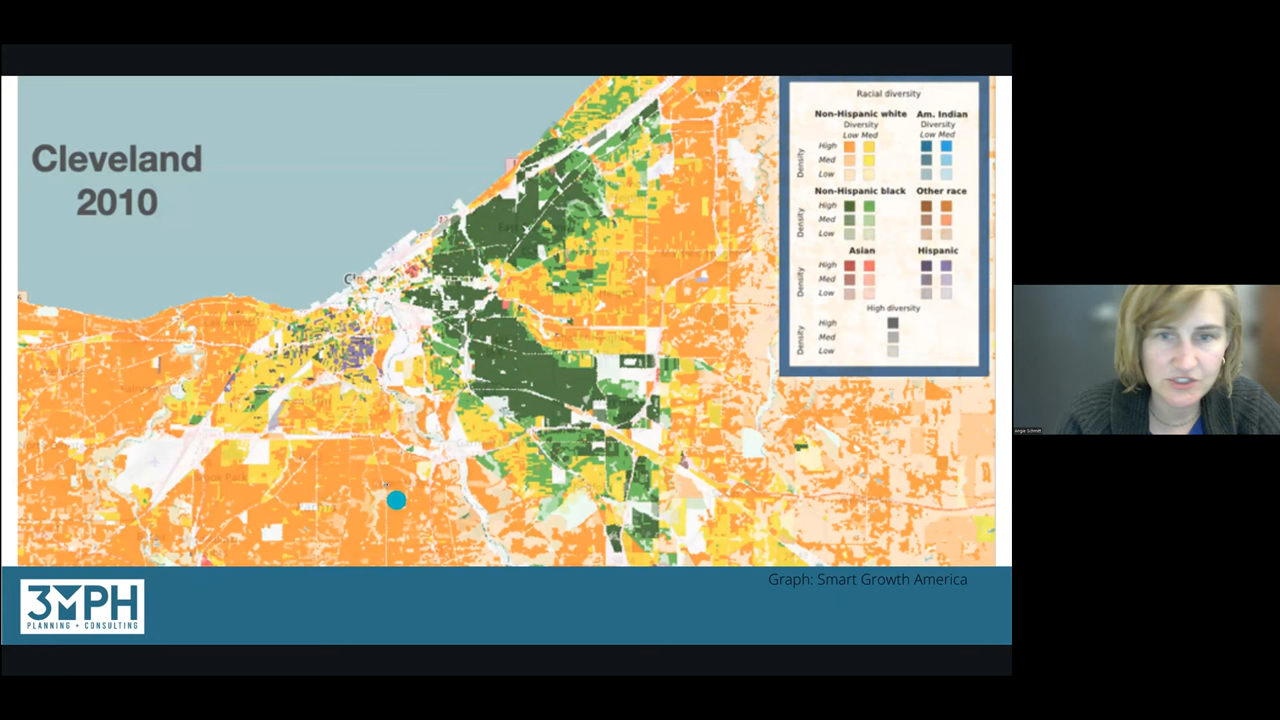 Cleveland
2010
Racial diversity
Non-Hispanic white
Am. Indian
Diversity
Diversity
Low Med
Low Med
Density
High
Med
Low
Non-Hispanic black
Other race
Density
High
Med
Low
Asian
Hispanic
Density
High
Med
Low
High diversity
Density
High
Med
Low
Graph: Smart Growth America
3MPH
PLANNING + CONSULTING
Angie Schmitt